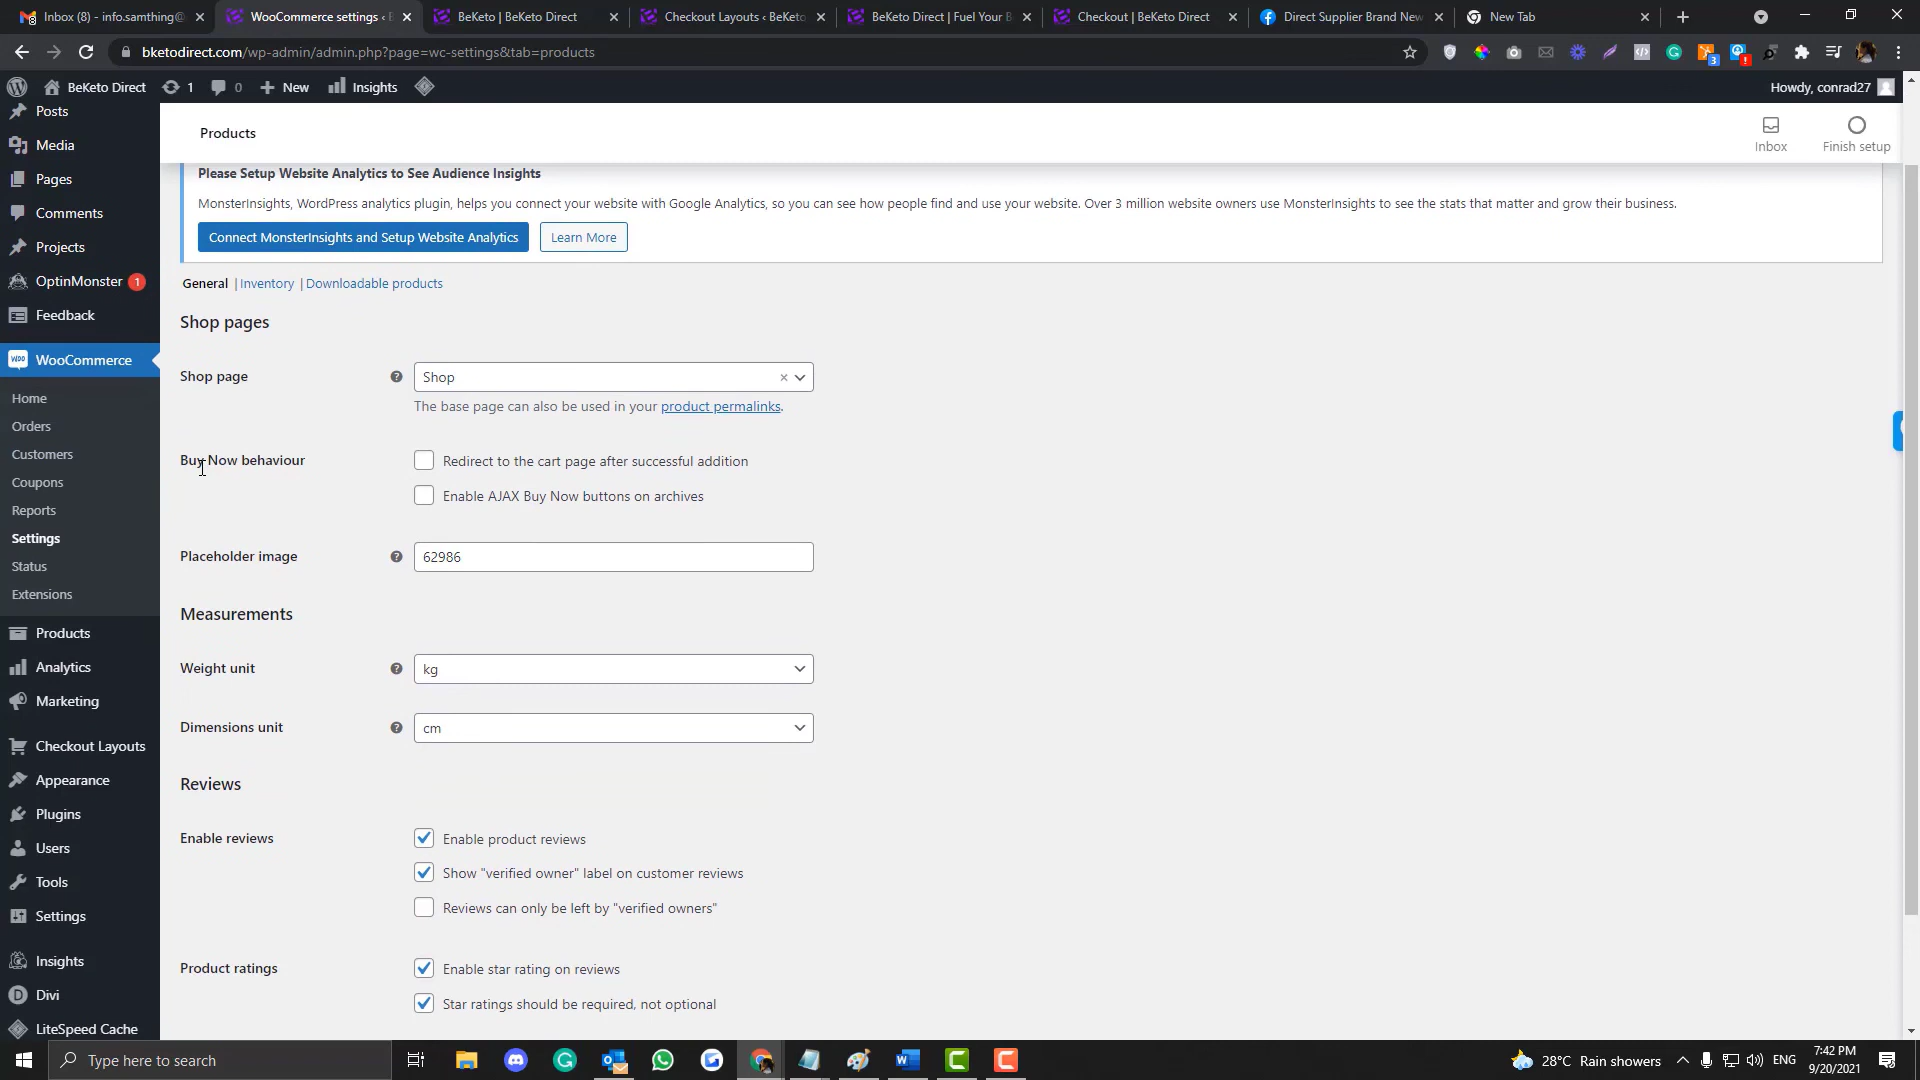 Inbox (8) - info.samthing@
WooCommerce settings ‹ B
BeKeto | BeKeto Direct
Checkout Layouts ‹ BeKeto
BeKeto Direct | Fuel Your B
Checkout | BeKeto Direct
Direct Supplier Brand New
New Tab
bketodirect.com/wp-admin/admin.php?page=wc-settings&tab=products
3
BeKeto Direct
1
0
New
Insights
Howdy, conrad27
Posts
Media
Pages
Comments
Projects
OptinMonster 1
Feedback
WooCommerce
Home
Orders
Customers
Coupons
Reports
Settings
Status
Extensions
Products
Analytics
Marketing
Checkout Layouts
Appearance
Plugins
Users
Tools
Settings
Insights
Divi
LiteSpeed Cache
Products
Inbox
Finish setup
Please Setup Website Analytics to See Audience Insights
MonsterInsights, WordPress analytics plugin, helps you connect your website with Google Analytics, so you can see how people find and use your website. Over 3 million website owners use MonsterInsights to see the stats that matter and grow their business.
Connect MonsterInsights and Setup Website Analytics
Learn More
General | Inventory | Downloadable products
Shop pages
Shop page
Shop
The base page can also be used in your product permalinks.
Buy Now behaviour
Redirect to the cart page after successful addition
Enable AJAX Buy Now buttons on archives
Placeholder image
62986
Measurements
Weight unit
kg
Dimensions unit
cm
Reviews
Enable reviews
Enable product reviews
Show "verified owner" label on customer reviews
Reviews can only be left by "verified owners"
Product ratings
Enable star rating on reviews
Star ratings should be required, not optional
Type here to search
28°C Rain showers
ENG
7:42 PM
9/20/2021